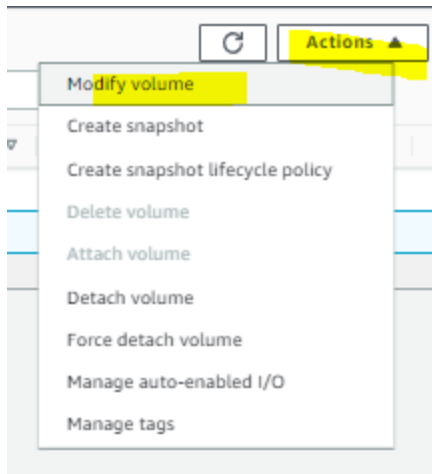 Actions
Modify volume
Create snapshot
Create snapshot lifecycle policy
Delete volume
Attach volume
Detach volume
Force detach volume
Manage auto-enabled I/O
Manage tags